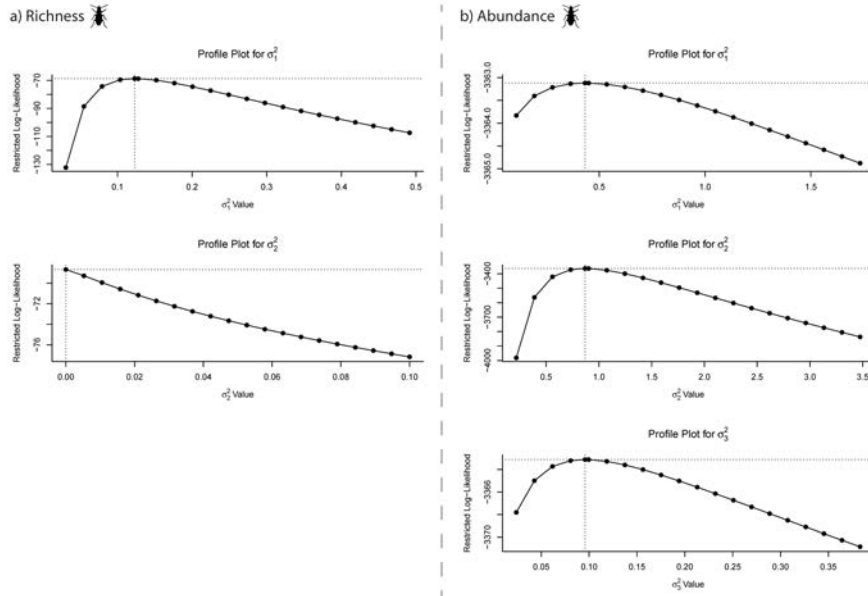 a) Richness
Profile Plot for σ₁²
Restricted Log−Likelihood
−70
−90
−110
−130
0.1 0.2 0.3 0.4 0.5
σ₁² Value
Profile Plot for σ₂²
Restricted Log−Likelihood
−72
−76
0.00 0.02 0.04 0.06 0.08 0.10
σ₂² Value
b) Abundance
Profile Plot for σ₁²
Restricted Log−Likelihood
−3363.0
−3364.0
−3365.0
0.5 1.0 1.5
σ₁² Value
Profile Plot for σ₂²
Restricted Log−Likelihood
−3400
−3700
−4000
0.5 1.0 1.5 2.0 2.5 3.0 3.5
σ₂² Value
Profile Plot for σ₃²
Restricted Log−Likelihood
−3366
−3370
0.05 0.10 0.15 0.20 0.25 0.30 0.35
σ₃² Value